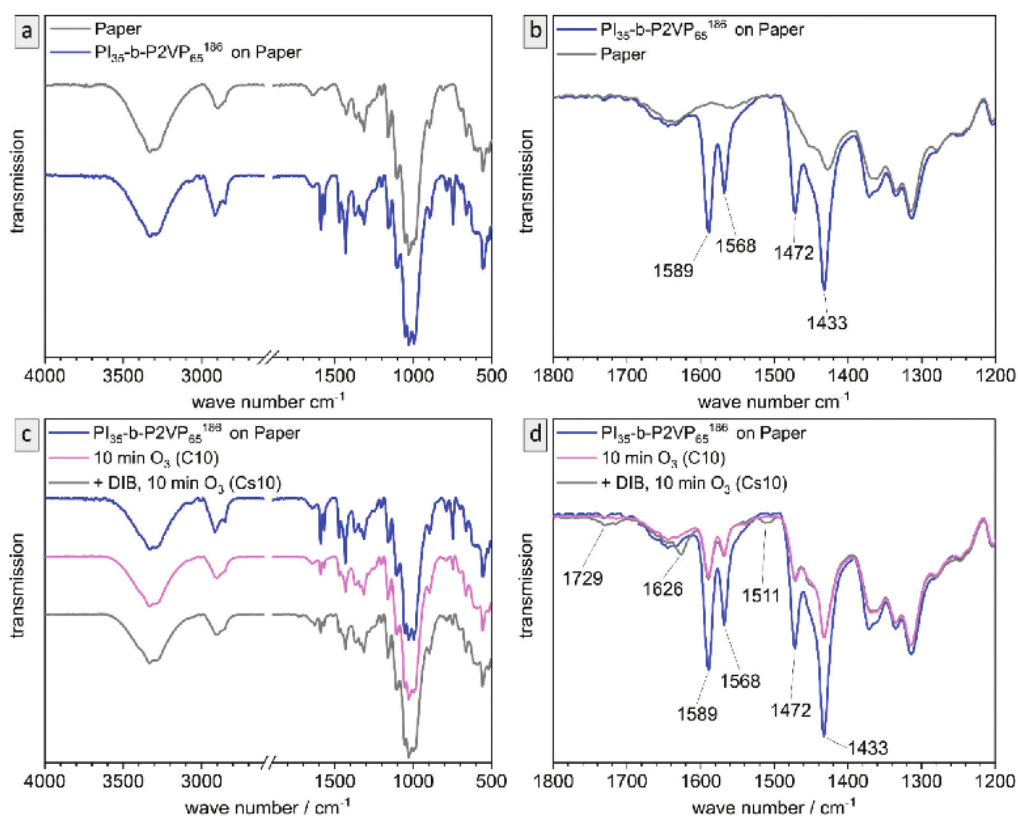 a
Paper
PI₃₅-b-P2VP₆₅¹⁸⁶ on Paper
transmission
4000 3500 3000 1500 1000 500
wave number cm⁻¹
b
PI₃₅-b-P2VP₆₅¹⁸⁶ on Paper
Paper
transmission
1589
1568
1472
1433
1800 1700 1600 1500 1400 1300 1200
wave number cm⁻¹
c
PI₃₅-b-P2VP₆₅¹⁸⁶ on Paper
10 min O₃ (C10)
+ DIB, 10 min O₃ (Cs10)
transmission
4000 3500 3000 1500 1000 500
wave number / cm⁻¹
d
PI₃₅-b-P2VP₆₅¹⁸⁶ on Paper
10 min O₃ (C10)
+ DIB, 10 min O₃ (Cs10)
transmission
1729
1626
1511
1589
1568
1472
1433
1800 1700 1600 1500 1400 1300 1200
wave number / cm⁻¹